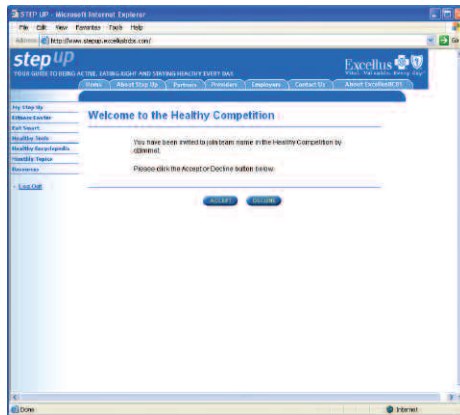 STEP UP - Microsoft Internet Explorer
File Edit View Favorites Tools Help
Address http://www.stepup.excellusbcbs.com/ Go
step UP
YOUR GUIDE TO BEING ACTIVE, EATING RIGHT AND STAYING HEALTHY EVERY DAY
Excellus
Home About Step Up Partners Providers Employers Contact Us About ExcellusBCBS
My Step Up
Eat Smart
Healthy Tools
Healthy Encyclopedia
Monthly Topics
Resources
Log Out
Welcome to the Healthy Competition
You have been invited to join team name in the Healthy Competition by
Please click the Accept or Decline button below.
ACCEPT DECLINE
Done Internet